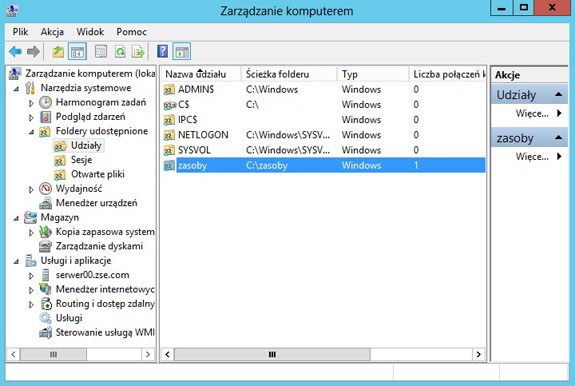 Zarządzanie komputerem
Plik Akcja Widok Pomoc
Zarządzanie komputerem (loka
Narzędzia systemowe
Harmonogram zadań
Podgląd zdarzeń
Foldery udostępnione
Udziały
Sesje
Otwarte pliki
Wydajność
Menedżer urządzeń
Magazyn
Kopia zapasowa system
Zarządzanie dyskami
Usługi i aplikacje
serwer00.zse.com
Menedżer internetowyc
Routing i dostęp zdalny
Usługi
Sterowanie usługą WMI
Nazwa udziału Ścieżka folderu Typ Liczba połączeń k
ADMIN$ C:\Windows Windows 0
C$ C:\ Windows 0
IPC$ Windows 0
NETLOGON C:\Windows\SYSV... Windows 0
SYSVOL C:\Windows\SYSV... Windows 0
zasoby C:\zasoby Windows 1
Akcje
Udziały
Więce...
zasoby
Więce...